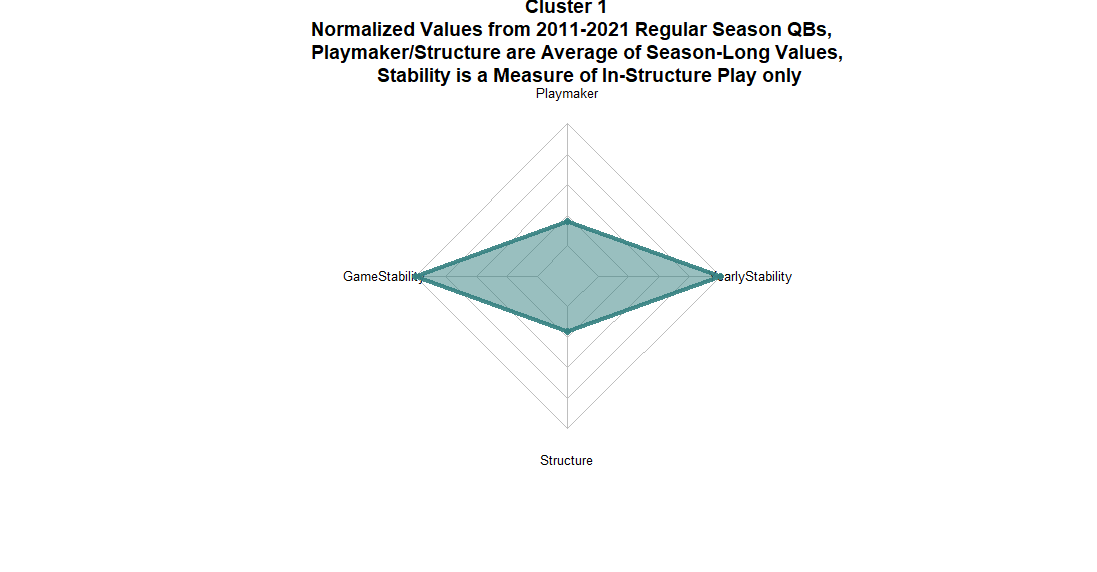 Cluster 1
Normalized Values from 2011-2021 Regular Season QBs,
Playmaker/Structure are Average of Season-Long Values,
Stability is a Measure of In-Structure Play only
Playmaker
GameStability
YearlyStability
Structure